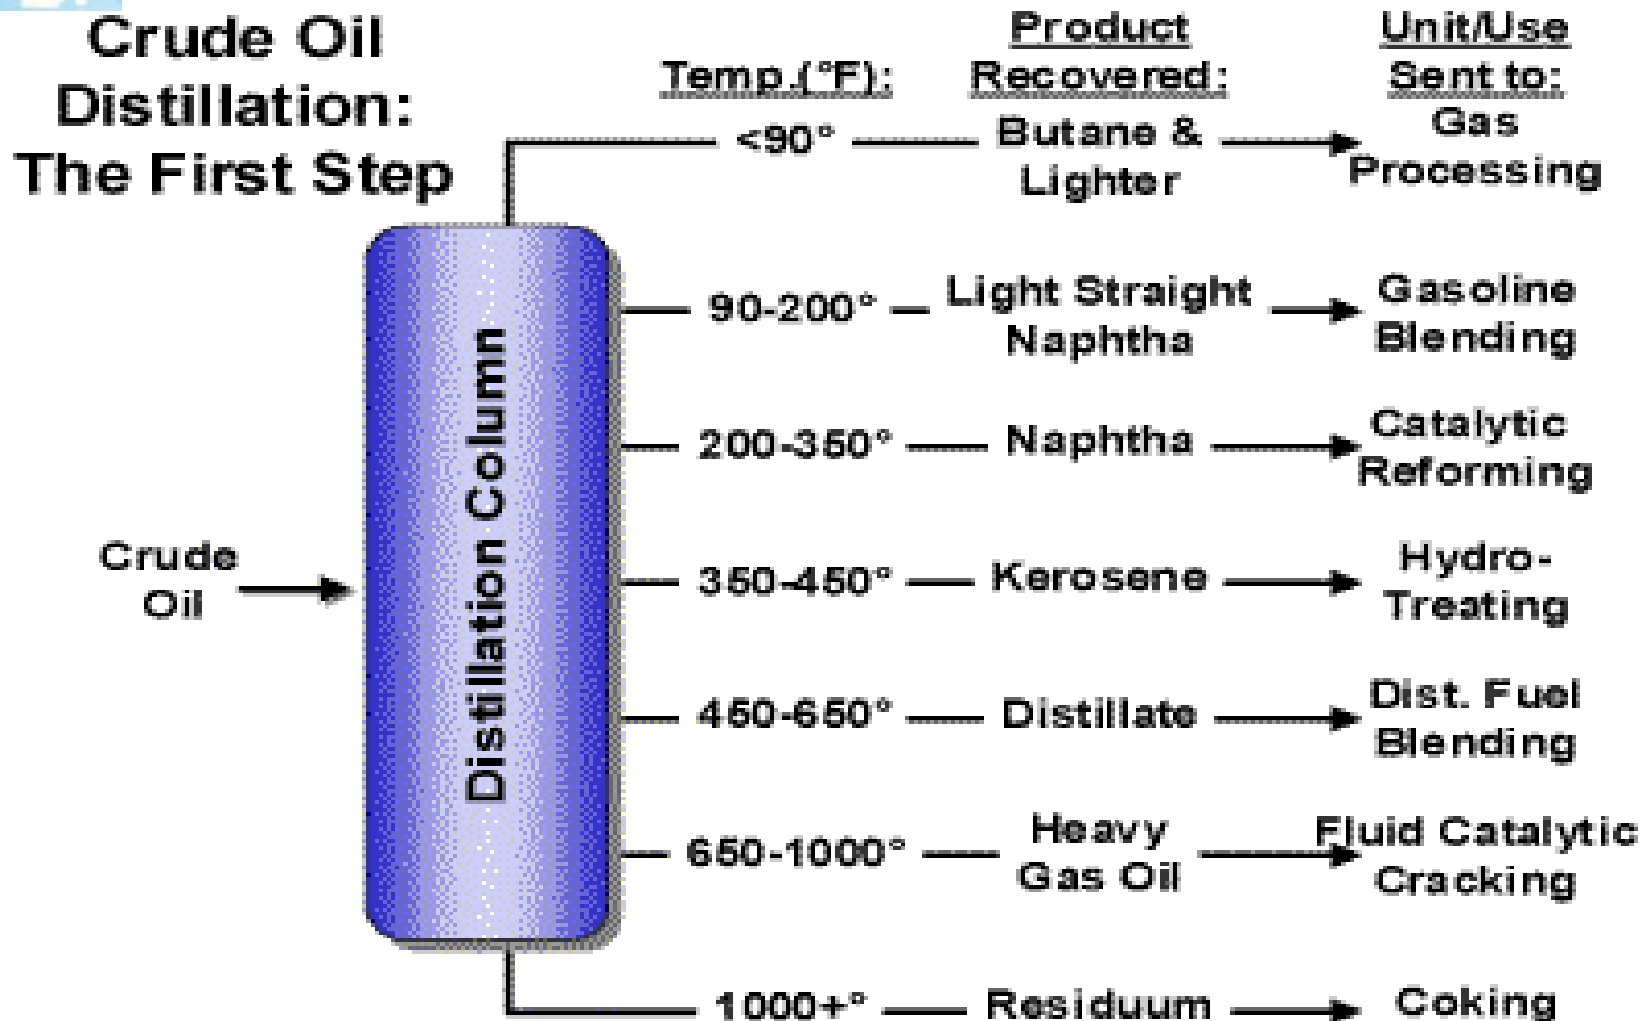 Crude Oil
Distillation:
The First Step
Temp.(°F):
Product
Recovered:
Unit/Use
Sent to:
<90°
Butane &
Lighter
Gas
Processing
90-200°
Light Straight
Naphtha
Gasoline
Blending
200-350°
Naphtha
Catalytic
Reforming
Crude
Oil
Distillation Column
350-450°
Kerosene
Hydro-
Treating
450-650°
Distillate
Dist. Fuel
Blending
650-1000°
Heavy
Gas Oil
Fluid Catalytic
Cracking
1000+°
Residuum
Coking